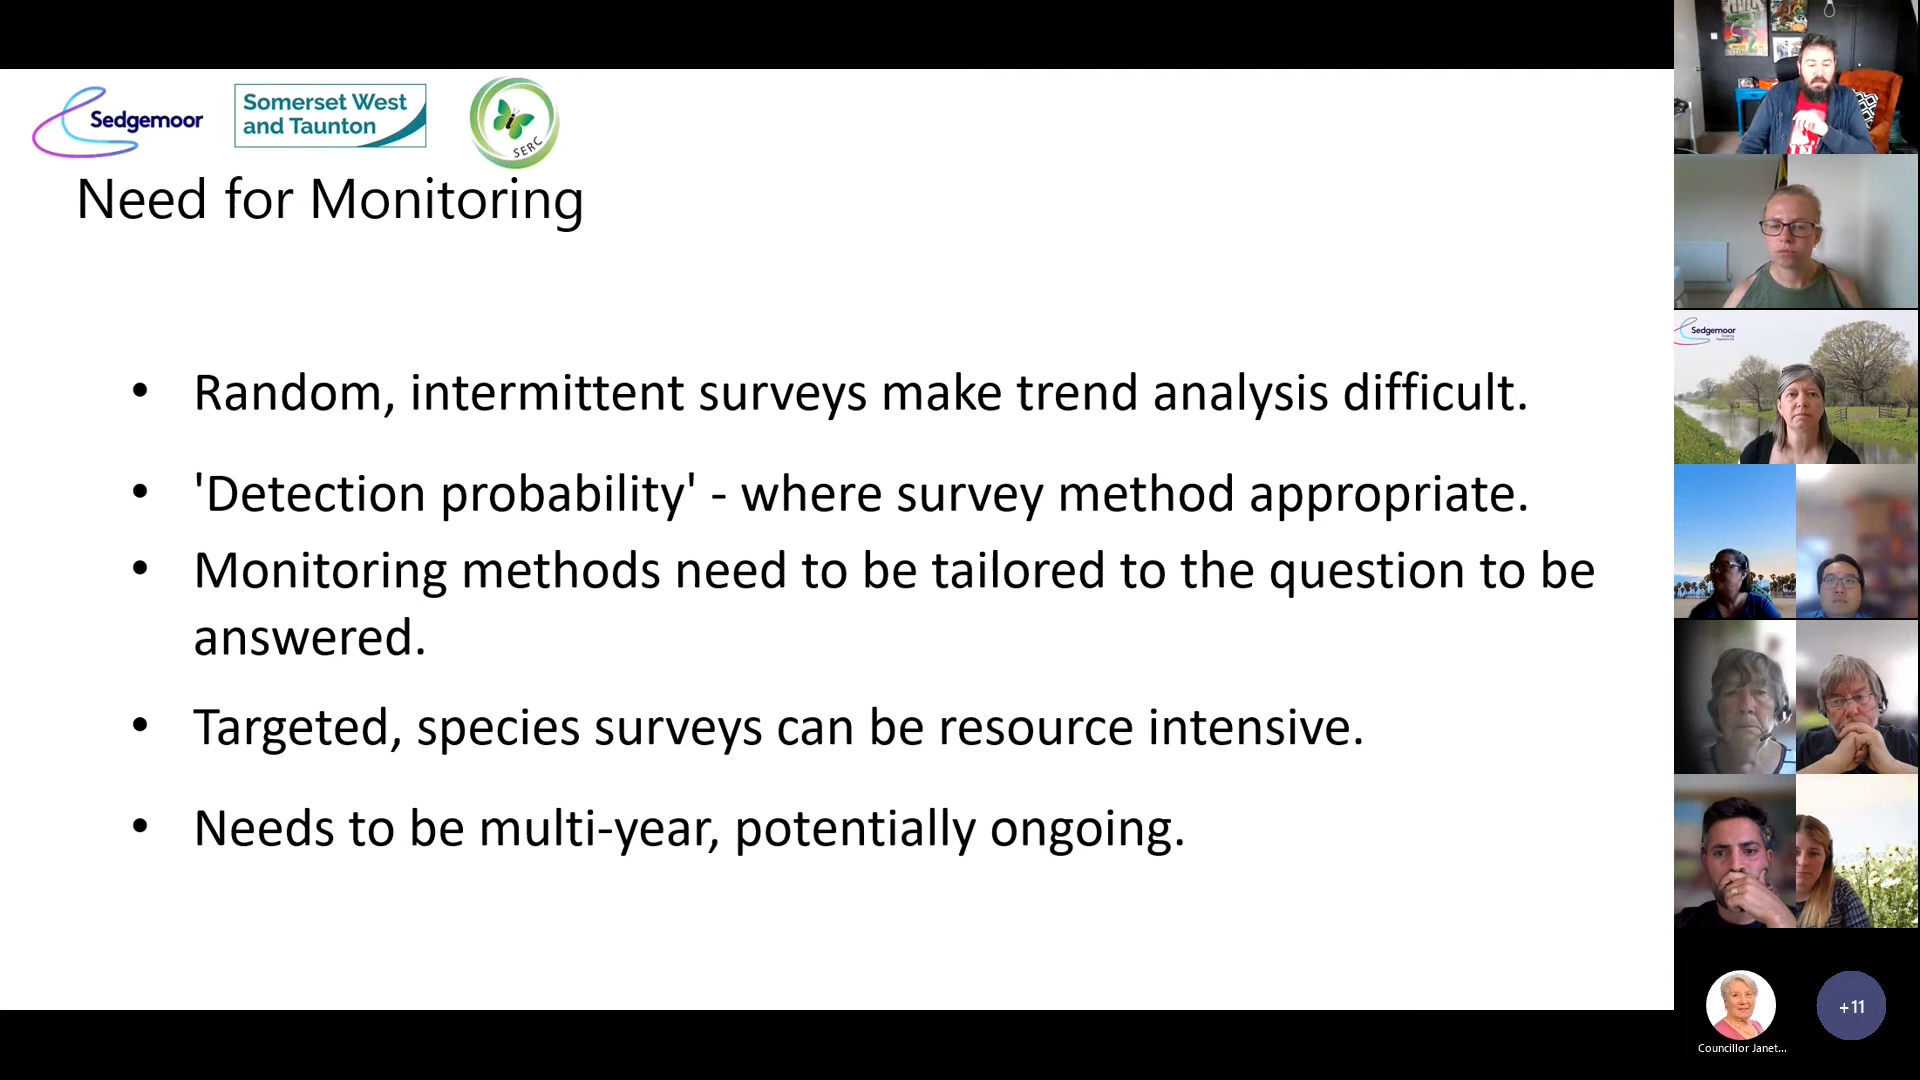 Sedgemoor
Somerset West
and Taunton
SERC
Need for Monitoring
• Random, intermittent surveys make trend analysis difficult.
• 'Detection probability' - where survey method appropriate.
• Monitoring methods need to be tailored to the question to be
answered.
• Targeted, species surveys can be resource intensive.
• Needs to be multi-year, potentially ongoing.
Sedgemoor
Councillor Janet...
+11